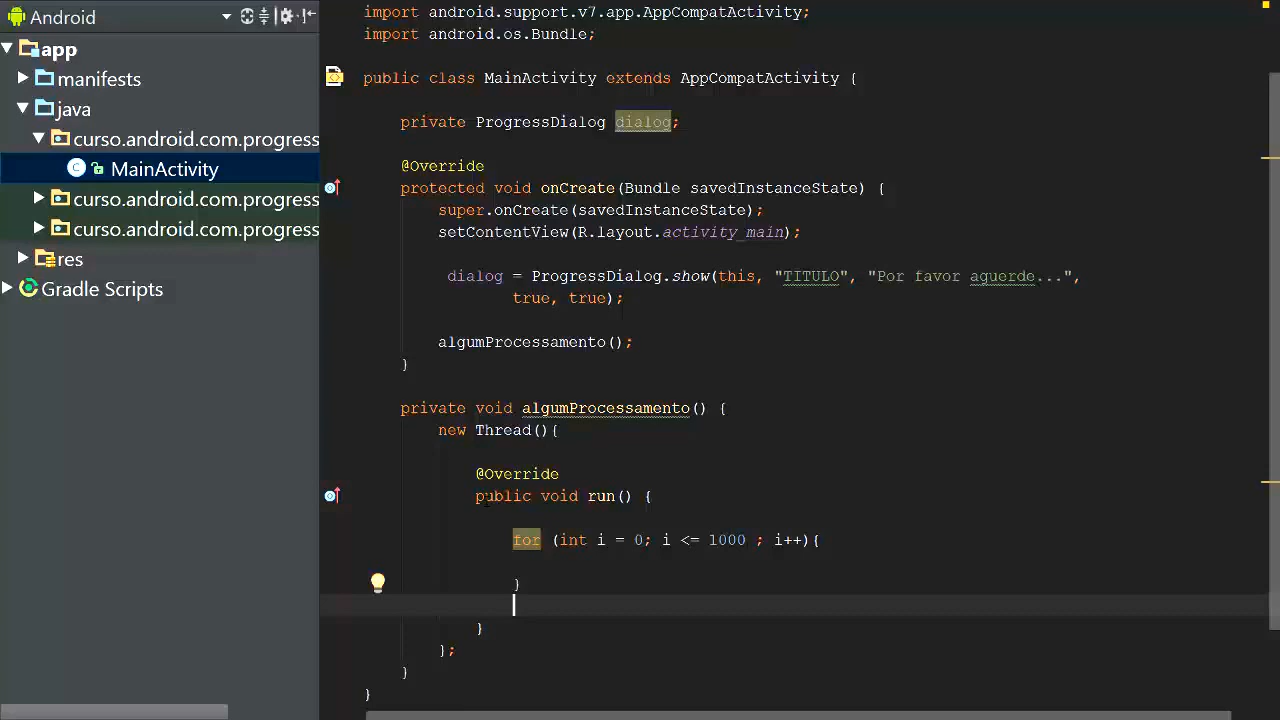 Android
app
manifests
java
curso.android.com.progress
MainActivity
curso.android.com.progress
curso.android.com.progress
res
Gradle Scripts
import android.support.v7.app.AppCompatActivity;
import android.os.Bundle;
public class MainActivity extends AppCompatActivity {
private ProgressDialog dialog;
@Override
protected void onCreate(Bundle savedInstanceState) {
super.onCreate(savedInstanceState);
setContentView(R.layout.activity_main);
dialog = ProgressDialog.show(this, "TITULO", "Por favor aguerde...",
true, true);
algumProcessamento();
}
private void algumProcessamento() {
new Thread(){
@Override
public void run() {
for (int i = 0; i <= 1000 ; i++){
}
}
};
}
}